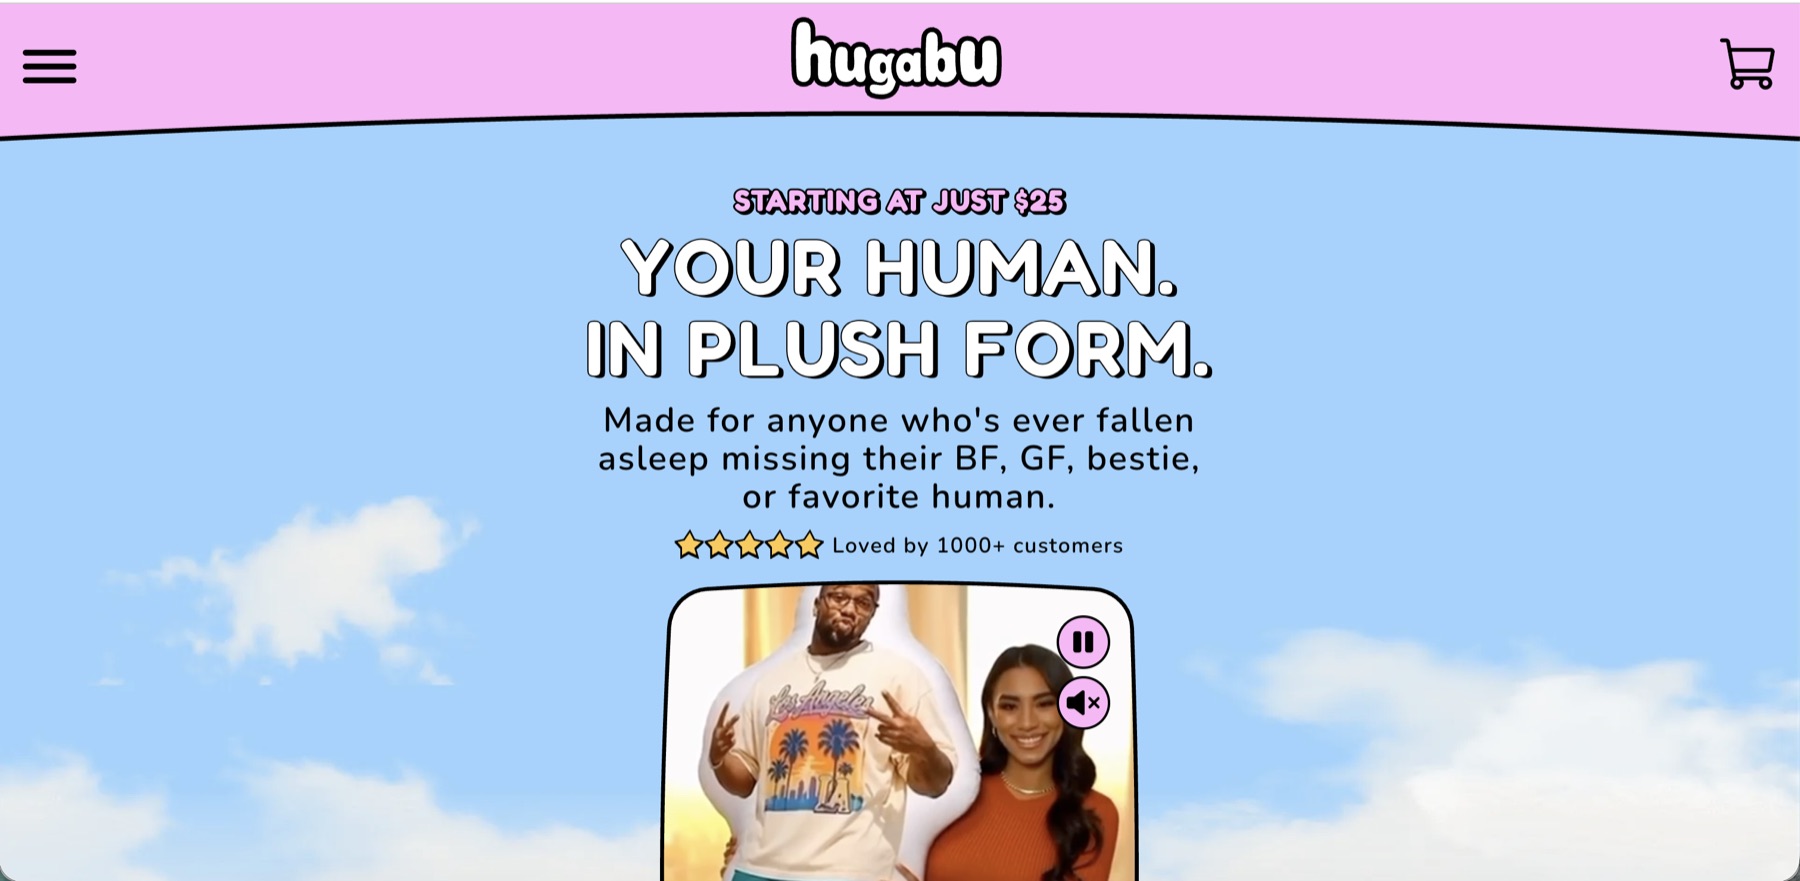 hugabu
STARTING AT JUST $25
YOUR HUMAN.
IN PLUSH FORM.
Made for anyone who's ever fallen
asleep missing their BF, GF, bestie,
or favorite human.
Loved by 1000+ customers
Los Angeles
LA